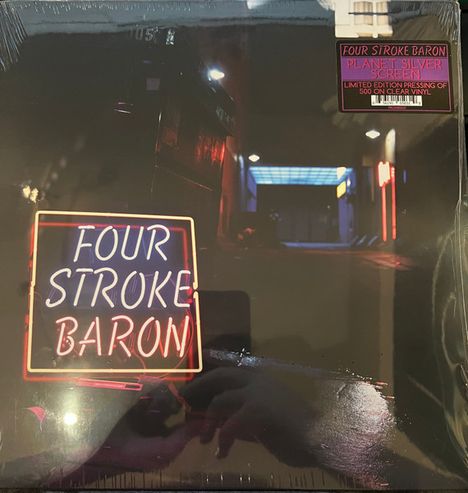 FOUR STROKE BARON
PLANET SILVER
SCREEN
LIMITED EDITION PRESSING OF
500 ON CLEAR VINYL
FOUR
STROKE
BARON